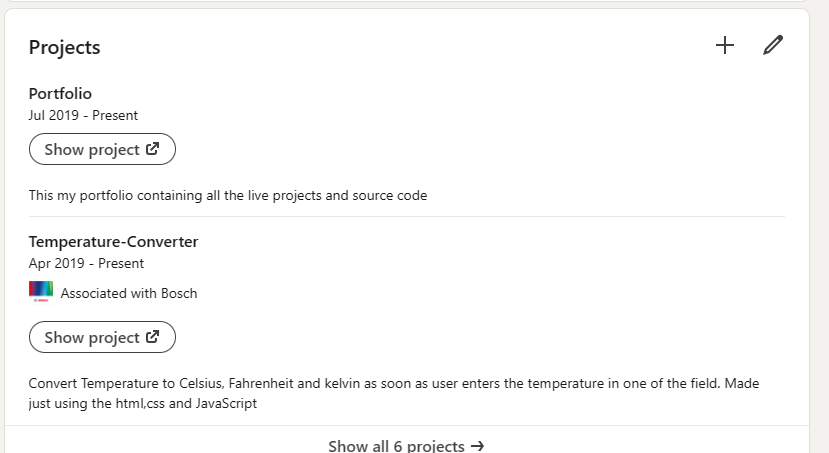 Projects
Portfolio
Jul 2019 - Present
Show project
This my portfolio containing all the live projects and source code
Temperature-Converter
Apr 2019 - Present
Associated with Bosch
Show project
Convert Temperature to Celsius, Fahrenheit and kelvin as soon as user enters the temperature in one of the field. Made
just using the html,css and JavaScript
Show all 6 projects →